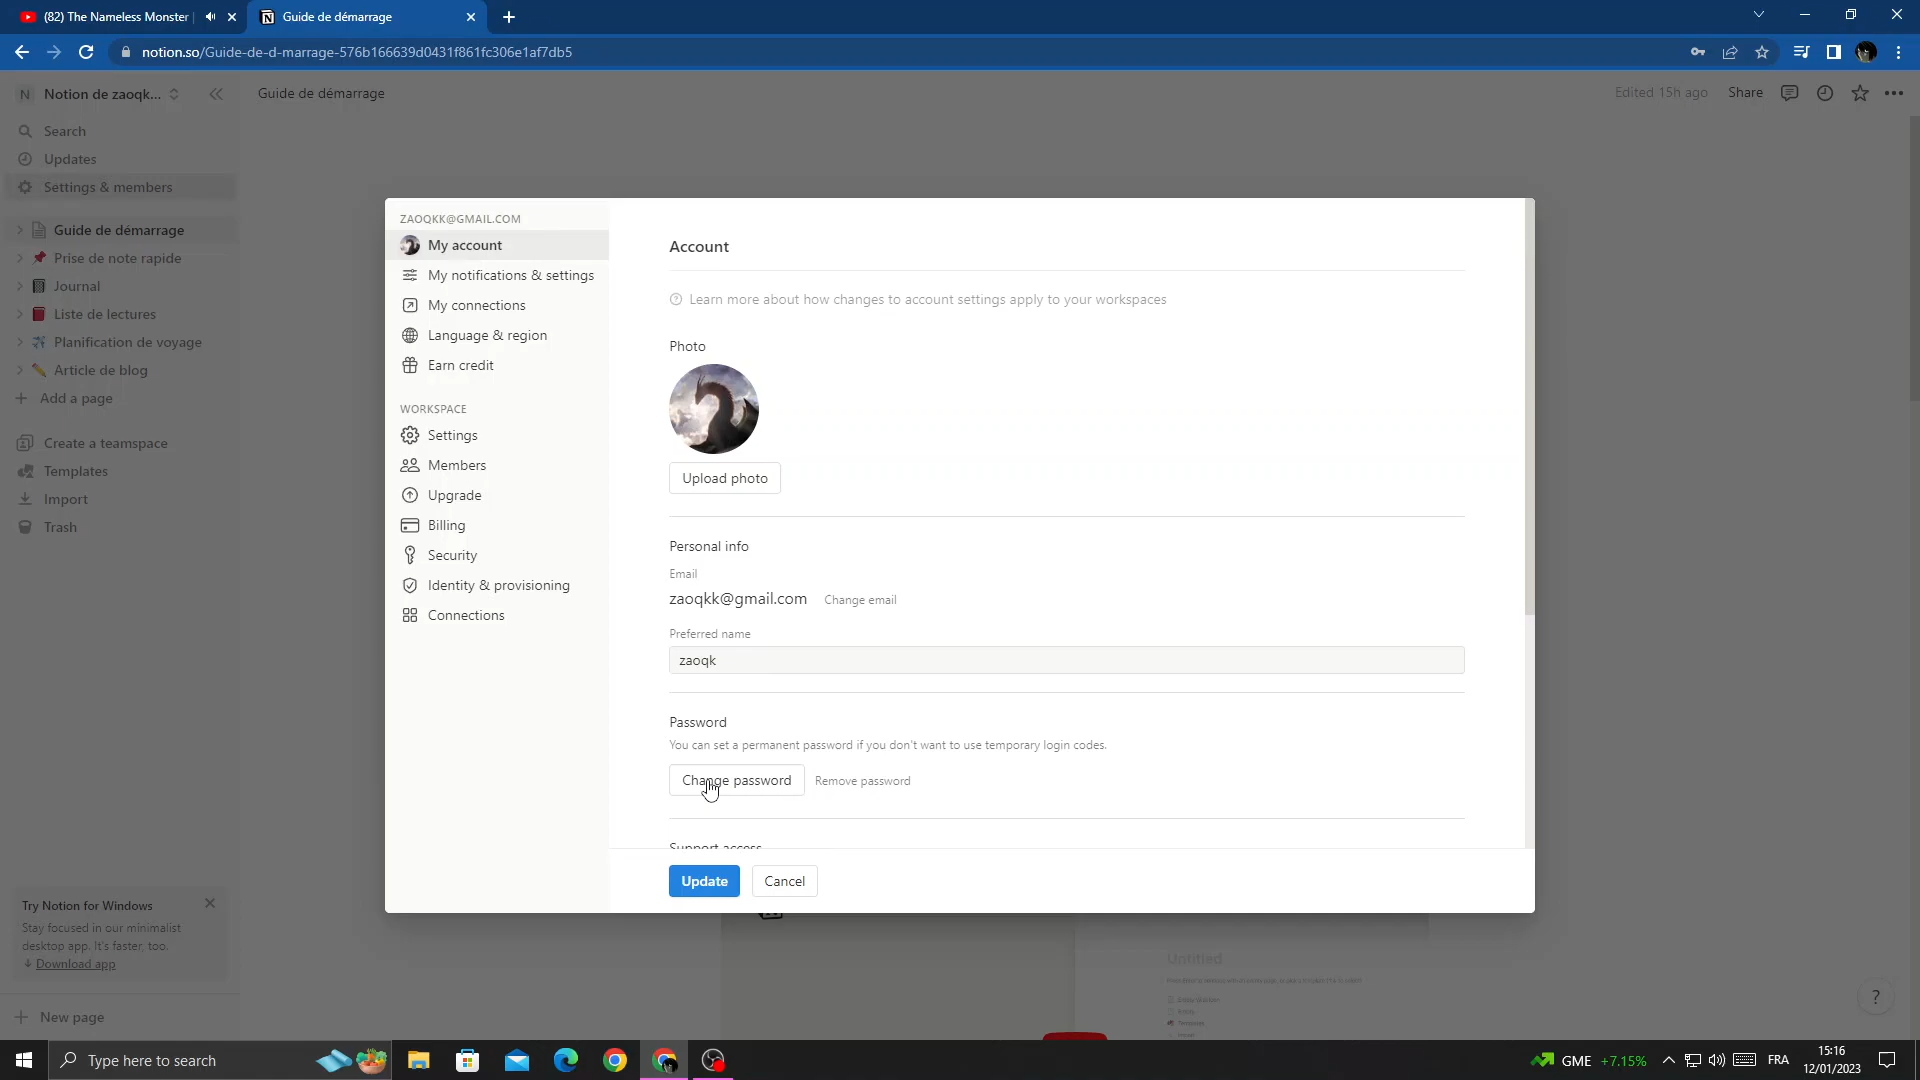 (82) The Nameless Monster
Guide de démarrage
notion.so/Guide-de-d-marrage-576b166639d0431f861fc306e1af7db5
N Notion de zaoqk...
Guide de démarrage
Edited 15h ago
Share
Search
Updates
Settings & members
Guide de démarrage
Prise de note rapide
Journal
Liste de lectures
Planification de voyage
Article de blog
Add a page
Create a teamspace
Templates
Import
Trash
Try Notion for Windows
Stay focused in our minimalist
desktop app. It's faster, too.
Download app
New page
ZAOQKK@GMAIL.COM
My account
My notifications & settings
My connections
Language & region
Earn credit
WORKSPACE
Settings
Members
Upgrade
Billing
Security
Identity & provisioning
Connections
Account
Learn more about how changes to account settings apply to your workspaces
Photo
Upload photo
Personal info
Email
zaoqkk@gmail.com Change email
Preferred name
zaoqk
Password
You can set a permanent password if you don't want to use temporary login codes.
Change password Remove password
Support access
Update Cancel
Untitled
Templates
Import
?
Type here to search
GME +7.15%
FRA
15:16
12/01/2023